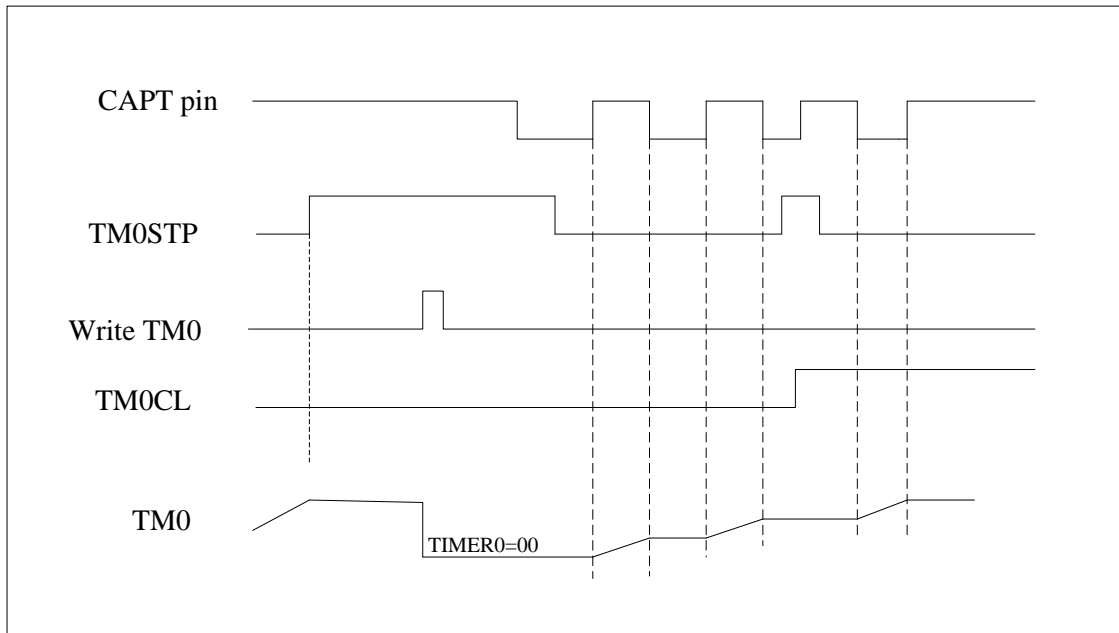 CAPT pin
TM0STP
Write TM0
TM0CL
TM0
TIMER0=00